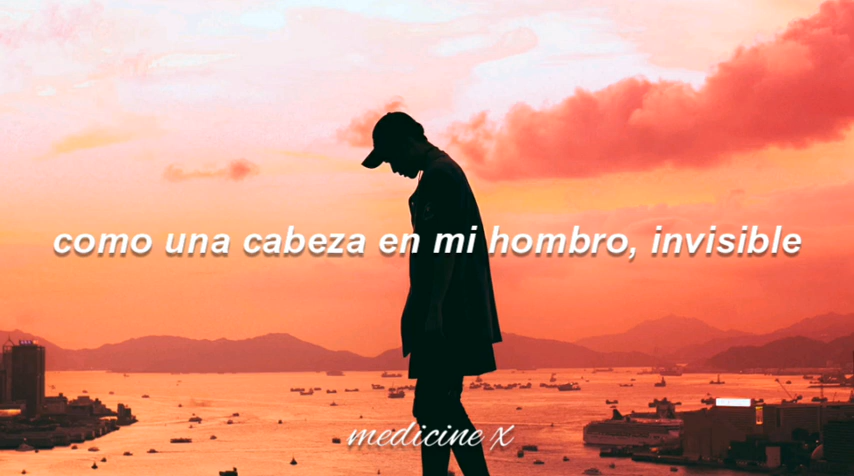 como una cabeza en mi hombro, invisible
medicine x